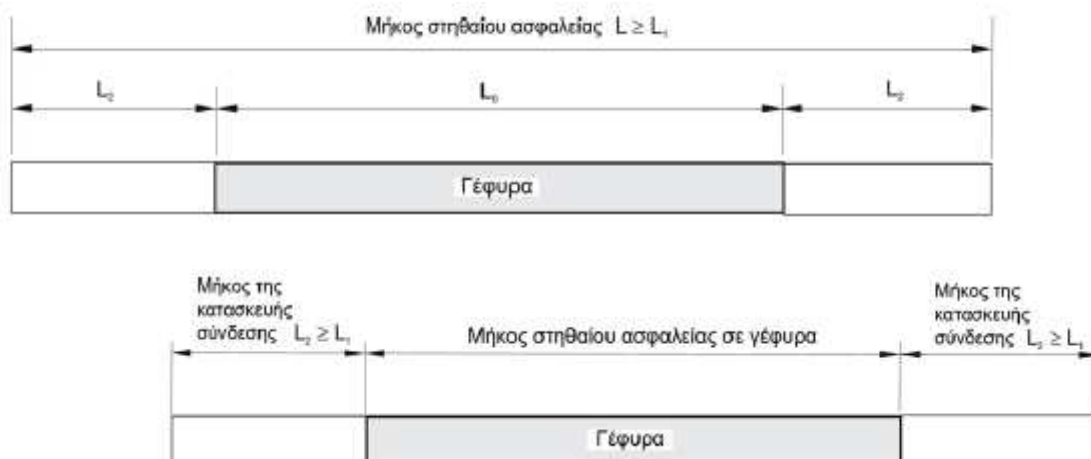 Μήκος στηθαίου ασφαλείας L ≥ L₁
L₂ L₀ L₂
Γέφυρα
Μήκος της
κατασκευής
σύνδεσης L₂ ≥ L₁
Μήκος στηθαίου ασφαλείας σε γέφυρα
Μήκος της
κατασκευής
σύνδεσης L₂ ≥ L₁
Γέφυρα